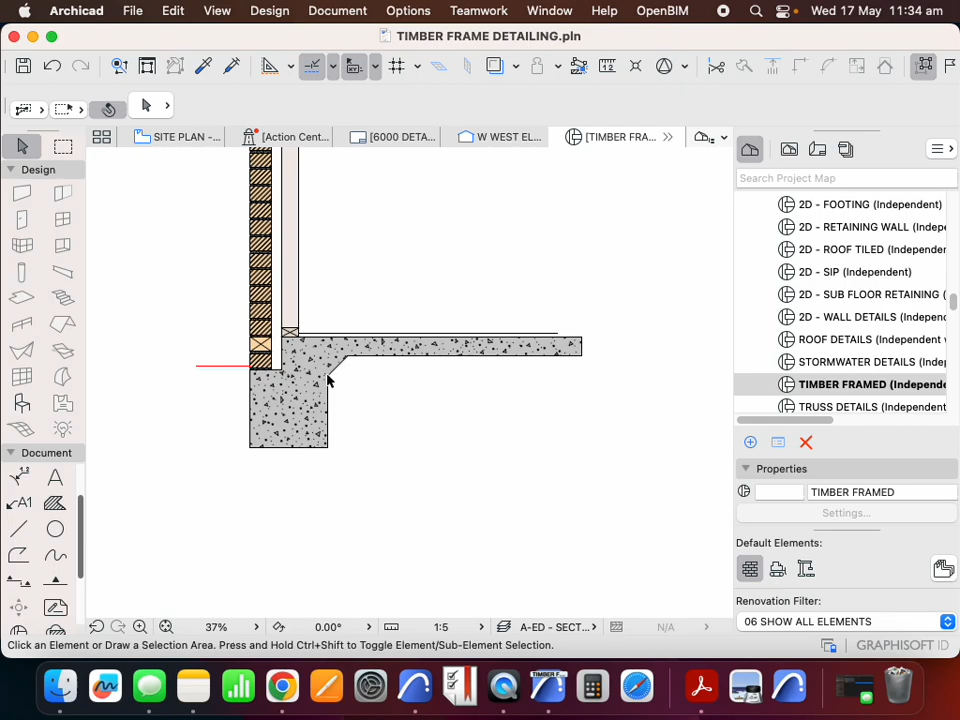 Archicad File Edit View Design Document Options Teamwork Window Help OpenBIM Wed 17 May 11:34 am
TIMBER FRAME DETAILING.pln
SITE PLAN -... [Action Cent... [6000 DETA... W WEST EL... [TIMBER FRA...
Search Project Map
Design
2D - FOOTING (Independent)
2D - RETAINING WALL (Indepe
2D - ROOF TILED (Independen
2D - SIP (Independent)
2D - SUB FLOOR RETAINING (
2D - WALL DETAILS (Indepen
ROOF DETAILS (Independent w
STORMWATER DETAILS (Indep
TIMBER FRAMED (Independe
TRUSS DETAILS (Independent
Document
A1
A
Properties
TIMBER FRAMED
Settings...
Default Elements:
Renovation Filter:
06 SHOW ALL ELEMENTS
37% 0.00° 1:5 A-ED - SECT... N/A
Click an Element or Draw a Selection Area. Press and Hold Ctrl+Shift to Toggle Element/Sub-Element Selection.
GRAPHISOFT ID